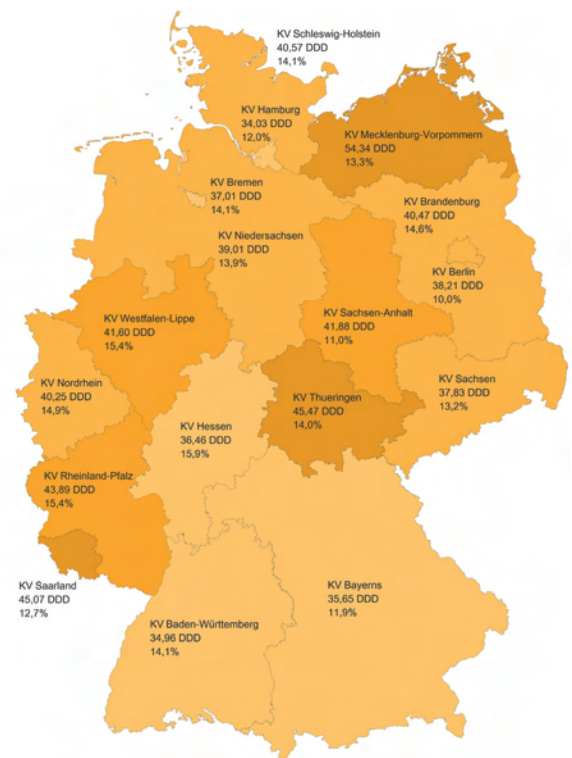 KV Schleswig-Holstein
40,57 DDD
14,1%
KV Hamburg
34,03 DDD
12,0%
KV Mecklenburg-Vorpommern
54,34 DDD
13,3%
KV Bremen
37,01 DDD
14,1%
KV Brandenburg
40,47 DDD
14,6%
KV Niedersachsen
39,01 DDD
13,9%
KV Berlin
38,21 DDD
10,0%
KV Westfalen-Lippe
41,60 DDD
15,4%
KV Sachsen-Anhalt
41,88 DDD
11,0%
KV Nordrhein
40,25 DDD
14,9%
KV Sachsen
37,83 DDD
13,2%
KV Thueringen
45,47 DDD
14,0%
KV Hessen
36,46 DDD
15,9%
KV Rheinland-Pfalz
43,89 DDD
15,4%
KV Saarland
45,07 DDD
12,7%
KV Bayerns
35,65 DDD
11,9%
KV Baden-Württemberg
34,96 DDD
14,1%